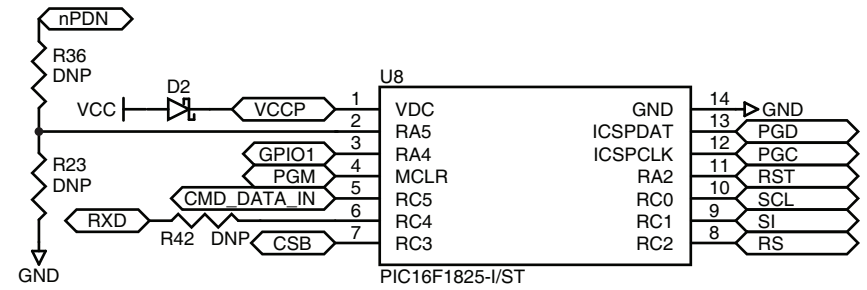 nPDN
R36
DNP
D2
U8
VCC
VCCP
1
VDC
GND
14
GND
2
RA5
ICSPDAT
13
PGD
GPIO1
3
RA4
ICSPCLK
12
PGC
R23
DNP
PGM
4
MCLR
RA2
11
RST
CMD_DATA_IN
5
RC5
RC0
10
SCL
RXD
R42
DNP
6
RC4
RC1
9
SI
CSB
7
RC3
RC2
8
RS
GND
PIC16F1825-I/ST